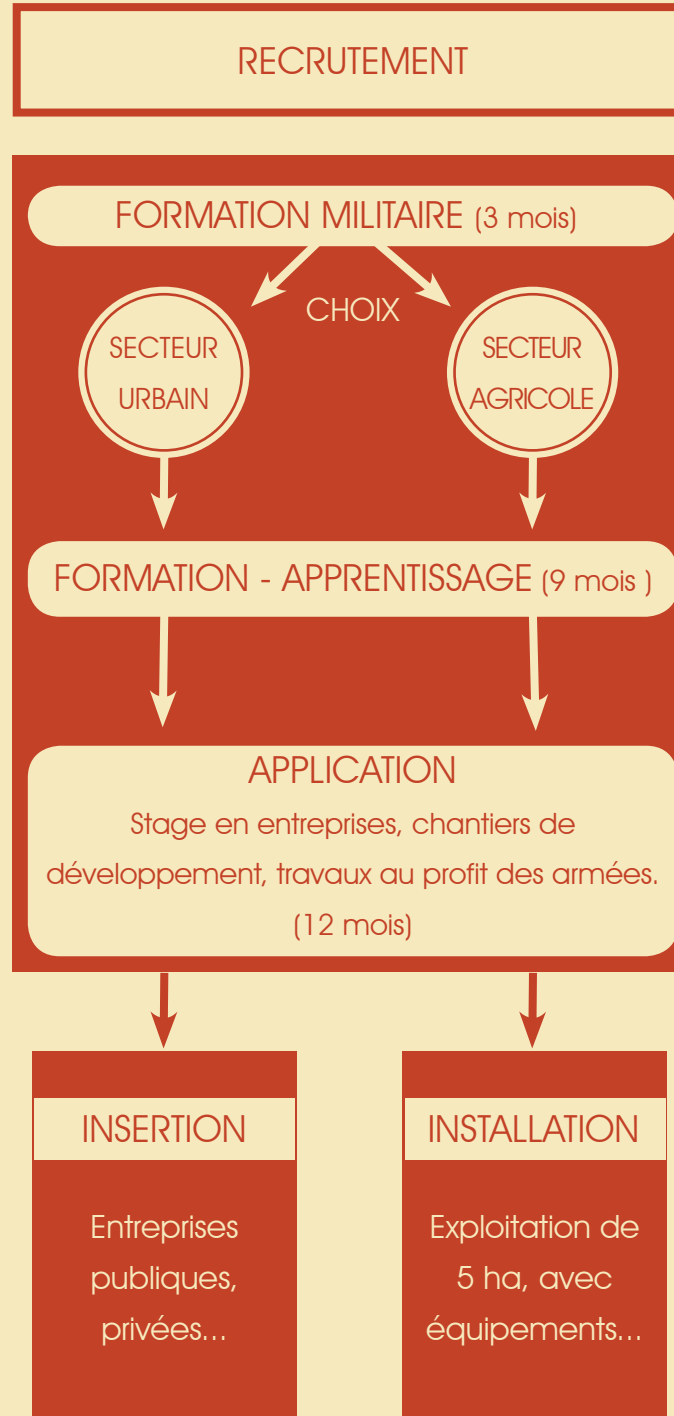 RECRUTEMENT
FORMATION MILITAIRE (3 mois)
CHOIX
SECTEUR
URBAIN
SECTEUR
AGRICOLE
FORMATION - APPRENTISSAGE (9 mois )
APPLICATION
Stage en entreprises, chantiers de
développement, travaux au profit des armées.
(12 mois)
INSERTION
Entreprises
publiques,
privées...
INSTALLATION
Exploitation de
5 ha, avec
équipements...